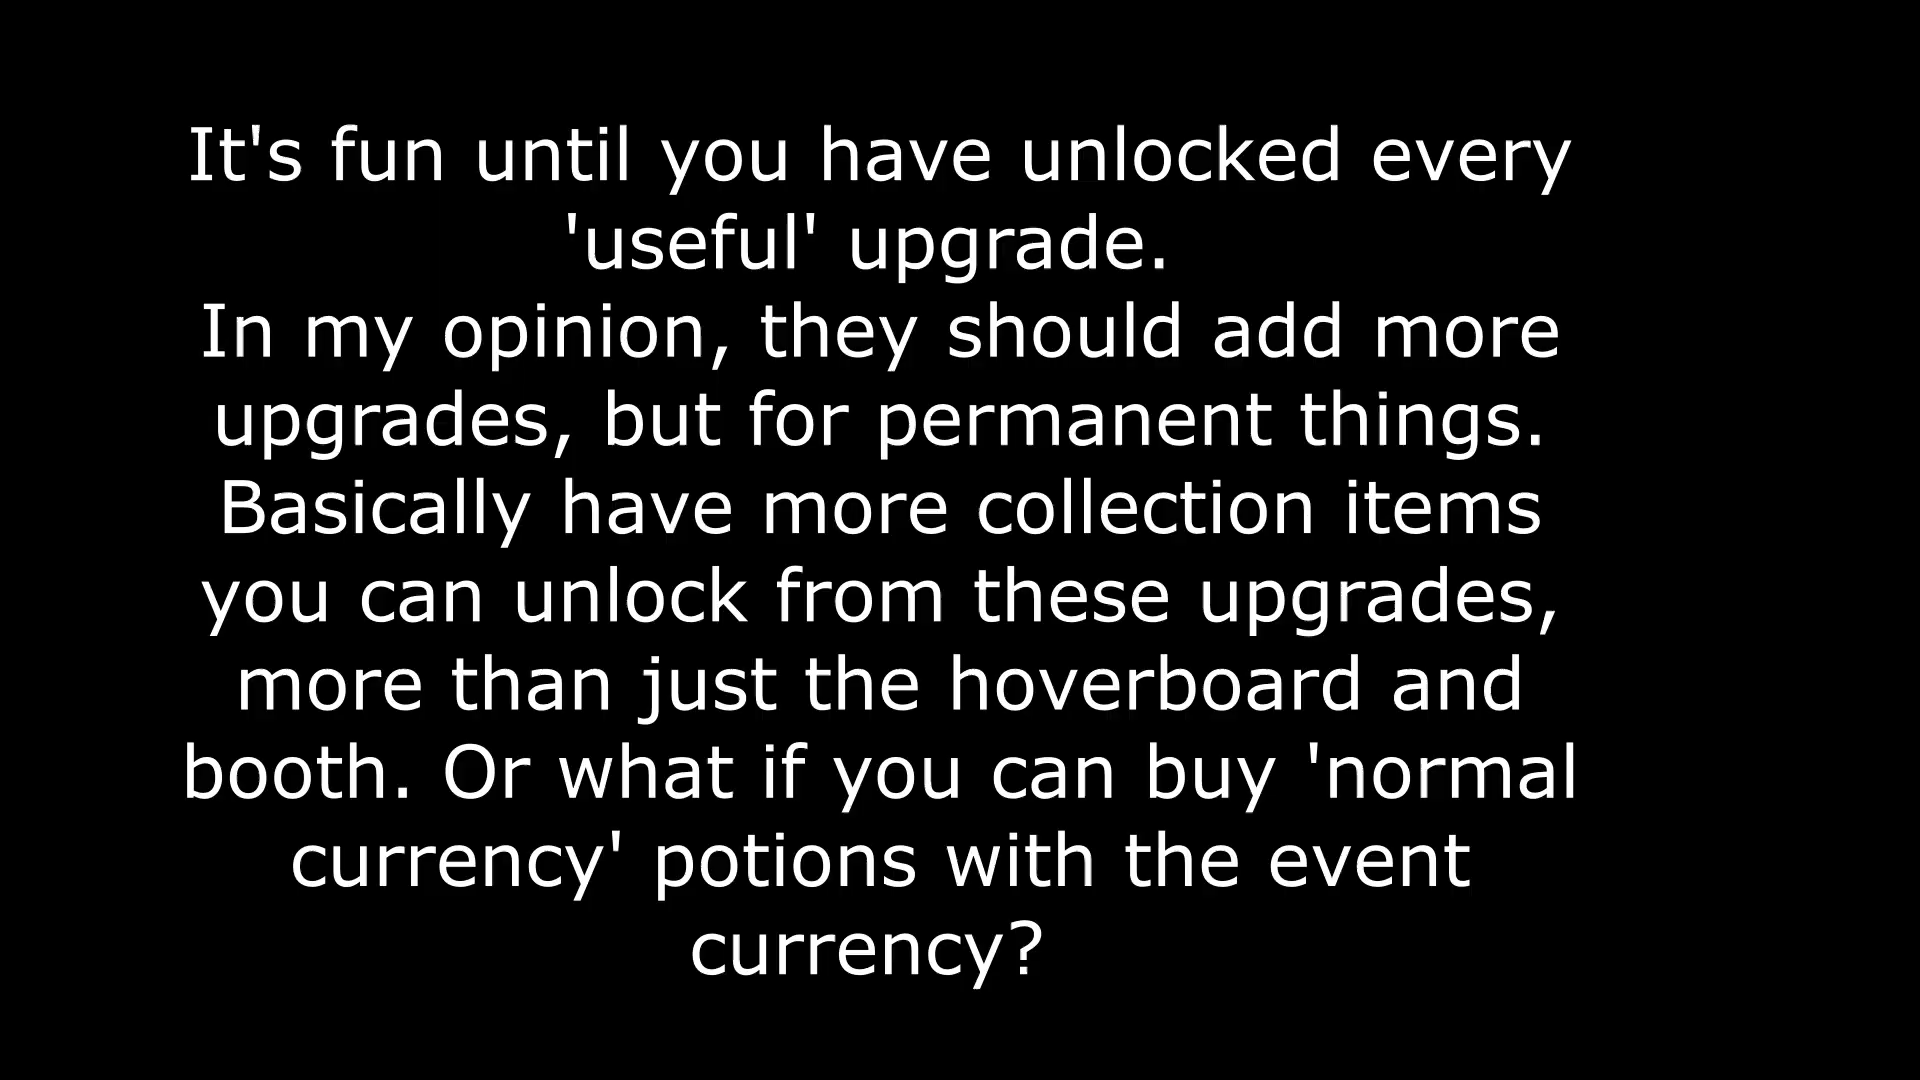 It's fun until you have unlocked every
'useful' upgrade.
In my opinion, they should add more
upgrades, but for permanent things.
Basically have more collection items
you can unlock from these upgrades,
more than just the hoverboard and
booth. Or what if you can buy 'normal
currency' potions with the event
currency?